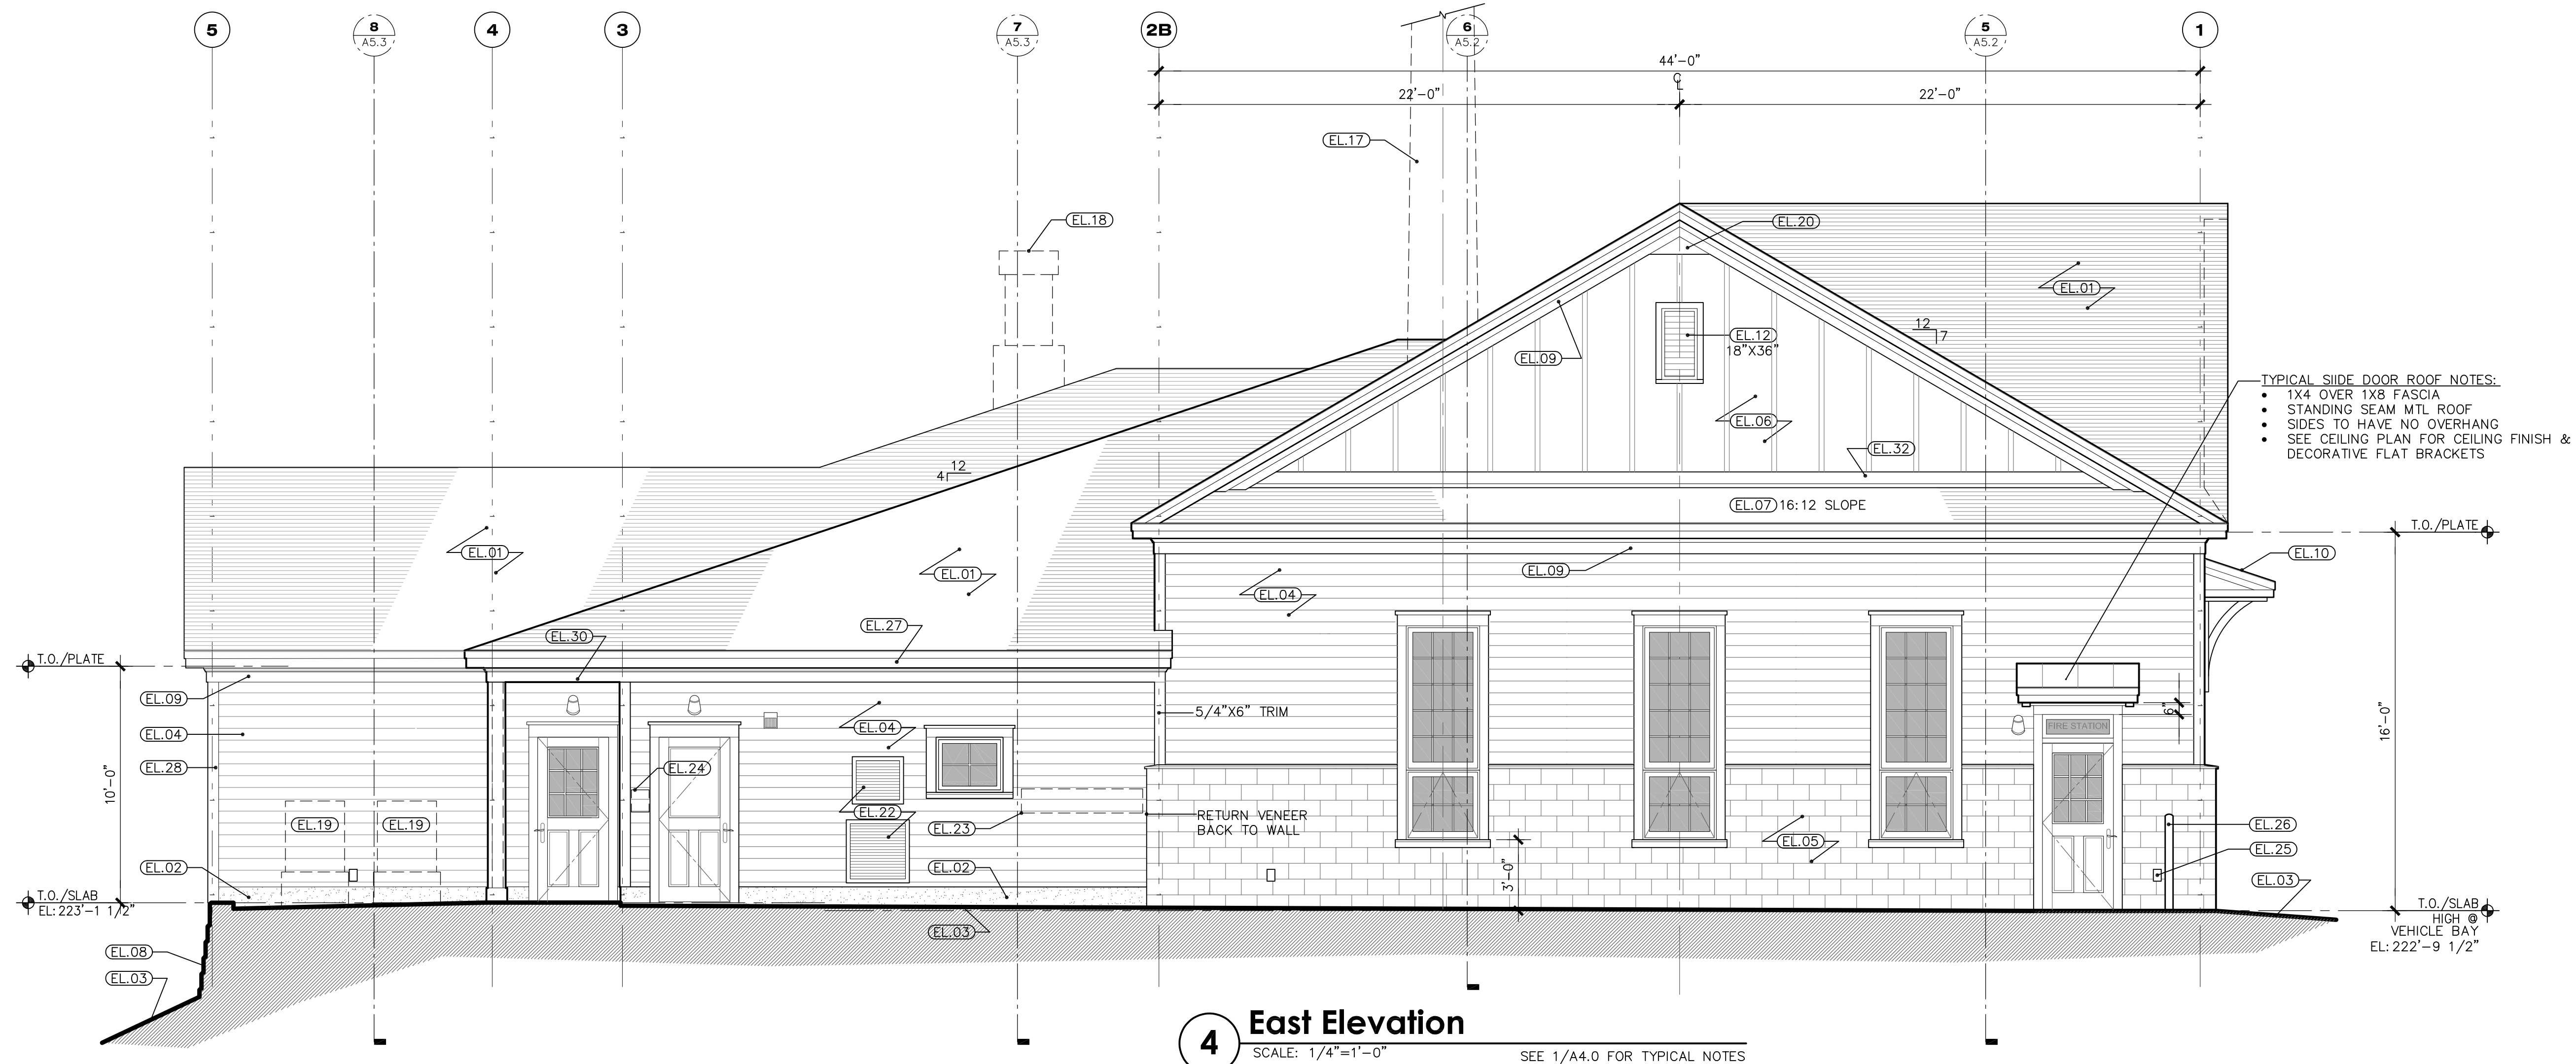 5
8
A5.3
4
3
7
A5.3
2B
6
A5.2
5
A5.2
1
44'-0"
CL
22'-0"
22'-0"
EL.17
EL.18
EL.20
EL.01
12
7
EL.12
18"X36"
EL.09
TYPICAL SIIDE DOOR ROOF NOTES:
• 1X4 OVER 1X8 FASCIA
• STANDING SEAM MTL ROOF
• SIDES TO HAVE NO OVERHANG
• SEE CEILING PLAN FOR CEILING FINISH &
DECORATIVE FLAT BRACKETS
EL.06
EL.32
12
4
EL.07 16:12 SLOPE
T.O./PLATE
EL.01
EL.01
EL.09
EL.10
EL.04
EL.27
EL.30
T.O./PLATE
EL.09
EL.04
EL.28
10'-0"
5/4"X6" TRIM
EL.04
EL.24
6"
FIRE STATION
16'-0"
EL.19
EL.19
EL.22
EL.23
RETURN VENEER
BACK TO WALL
EL.05
EL.26
EL.25
EL.02
EL.02
3'-0"
EL.03
T.O./SLAB
EL: 223'-1 1/2"
T.O./SLAB
HIGH @
VEHICLE BAY
EL: 222'-9 1/2"
EL.03
EL.08
EL.03
4
East Elevation
SCALE: 1/4"=1'-0"
SEE 1/A4.0 FOR TYPICAL NOTES